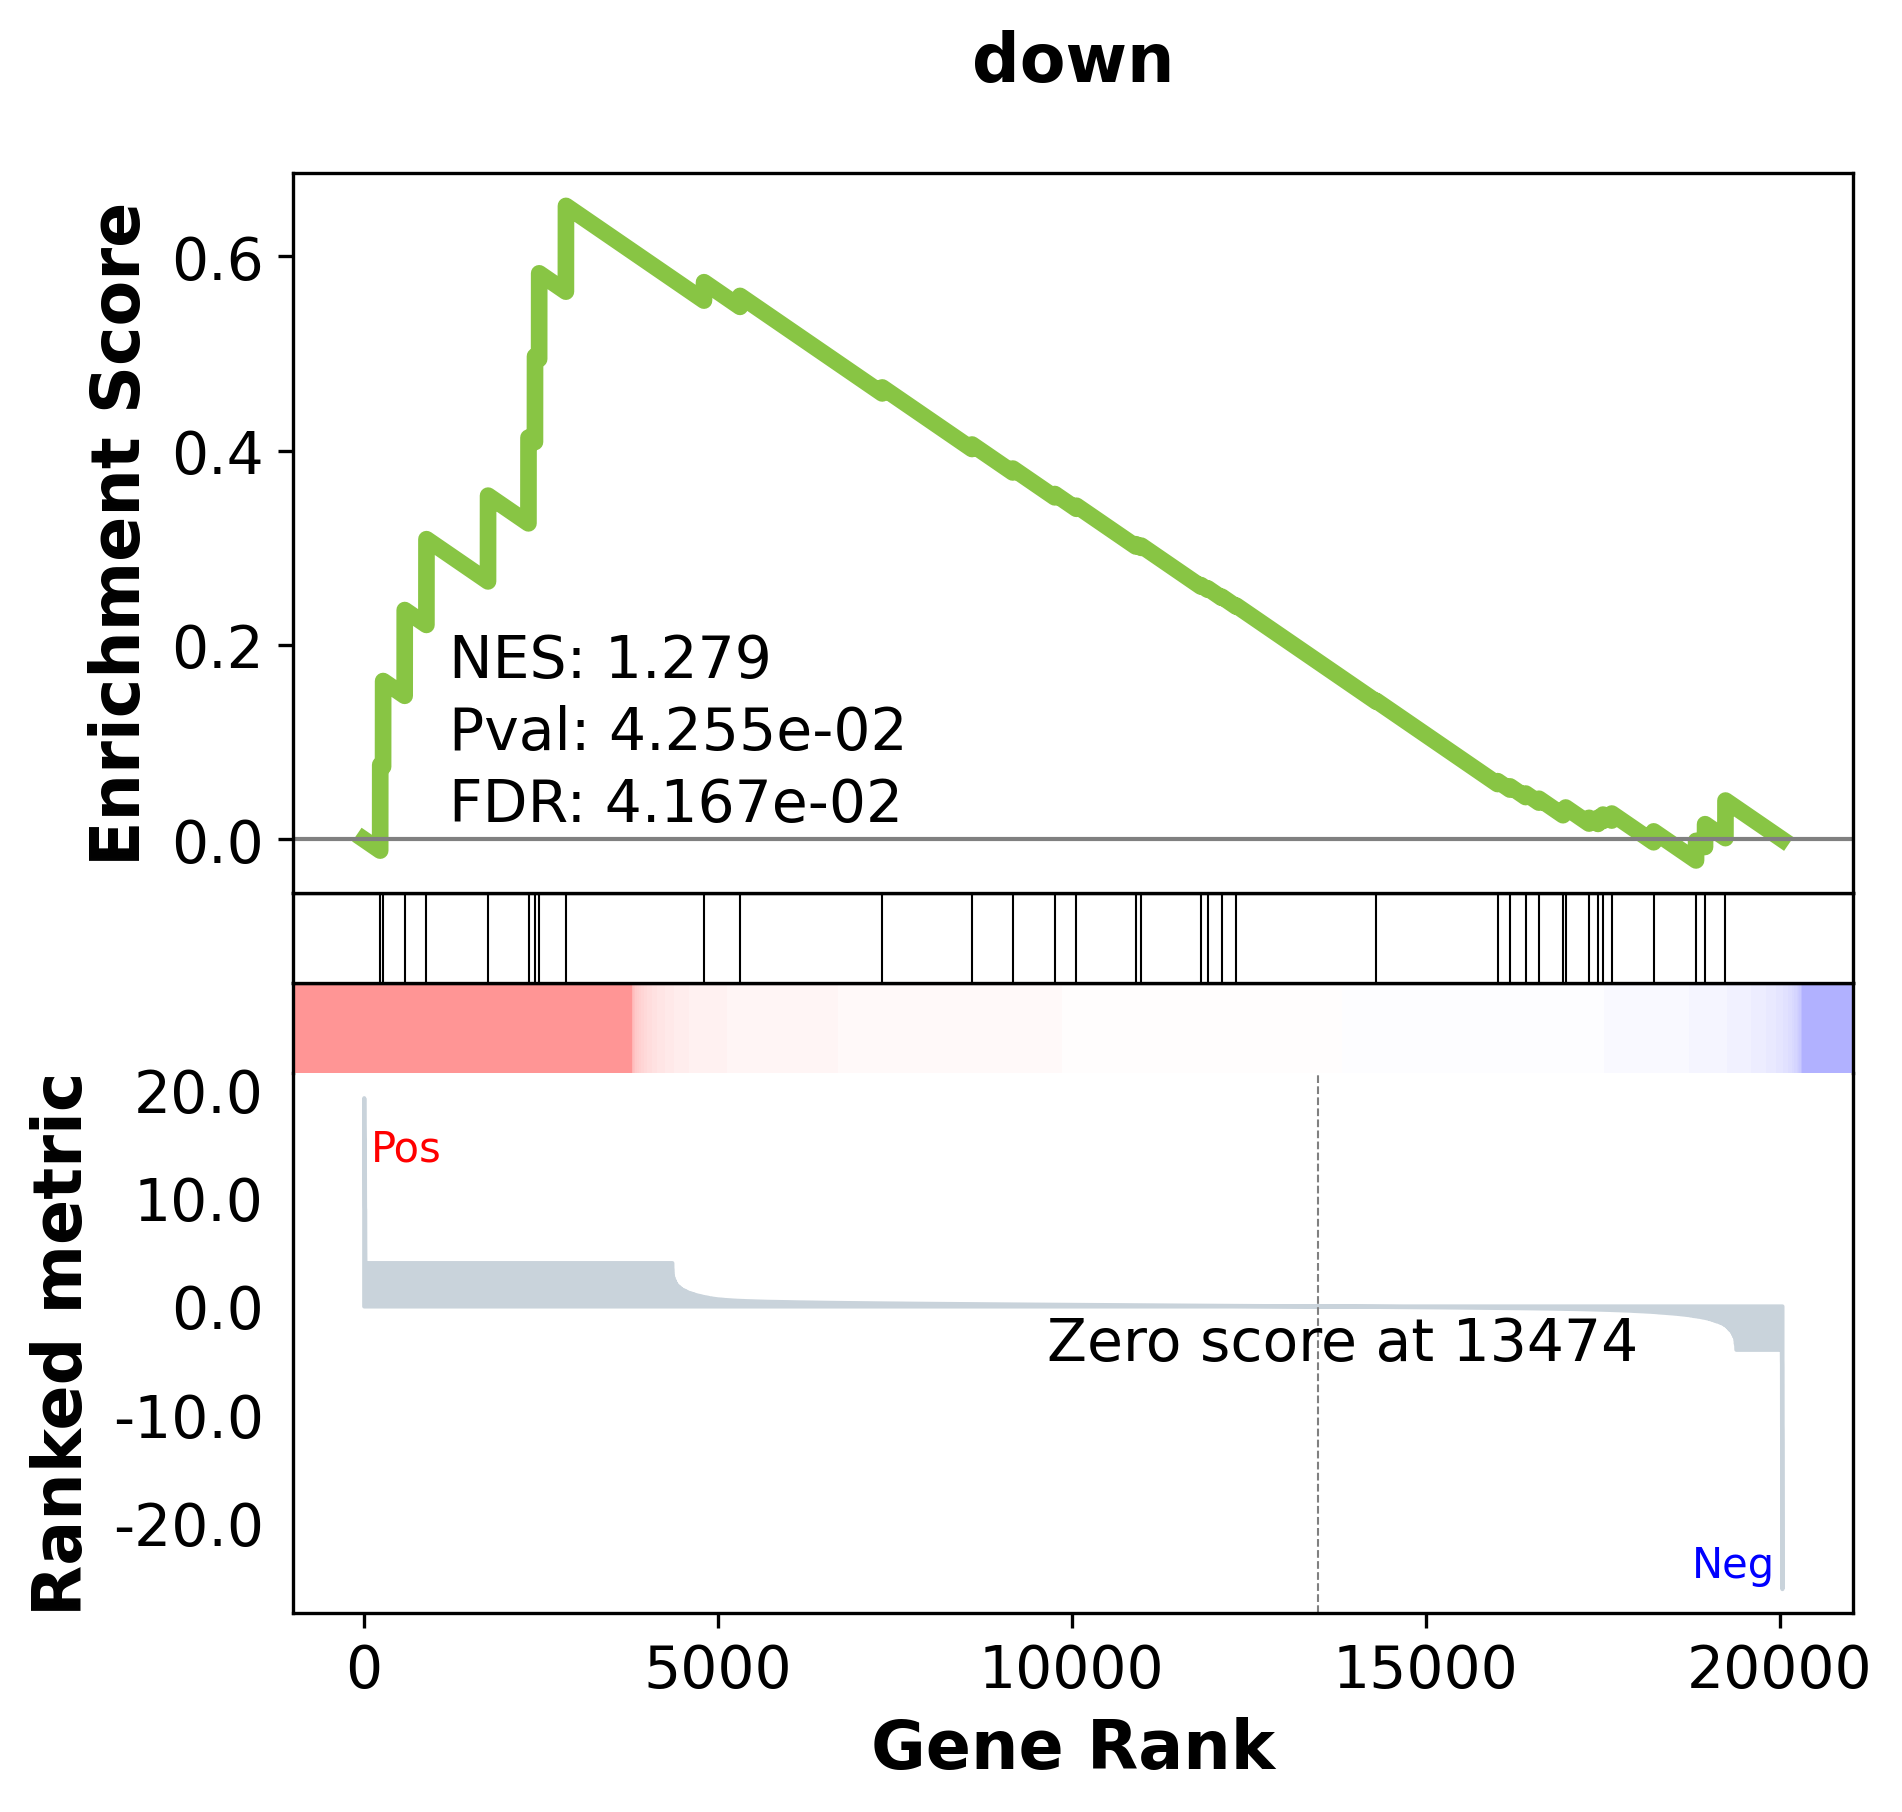 down
Enrichment Score
0.6
0.4
0.2
0.0
NES: 1.279
Pval: 4.255e-02
FDR: 4.167e-02
Ranked metric
20.0
10.0
0.0
-10.0
-20.0
Pos
Zero score at 13474
Neg
0 5000 10000 15000 20000
Gene Rank